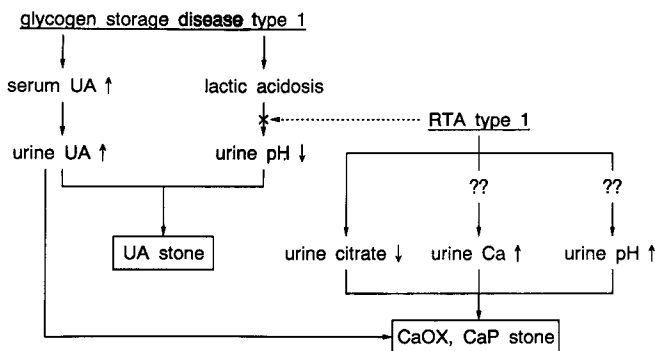 glycogen storage disease type 1
serum UA ↑
lactic acidosis
RTA type 1
urine UA ↑
urine pH ↓
??
??
UA stone
urine citrate ↓
urine Ca ↑
urine pH ↑
CaOX, CaP stone